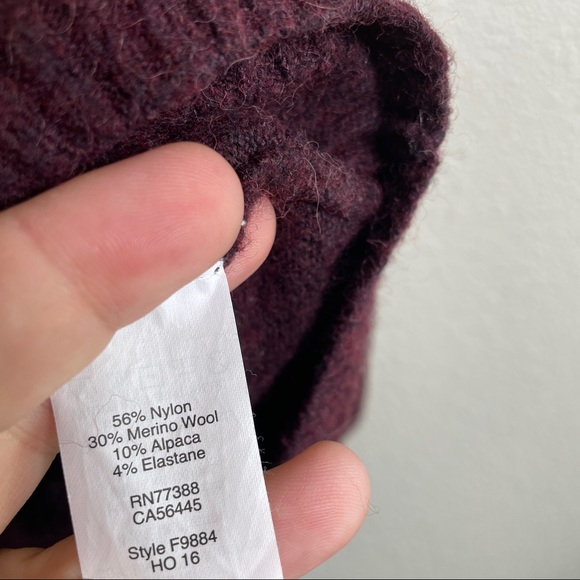 56% Nylon
30% Merino Wool
10% Alpaca
4% Elastane
RN77388
CA56445
Style F9884
HO 16